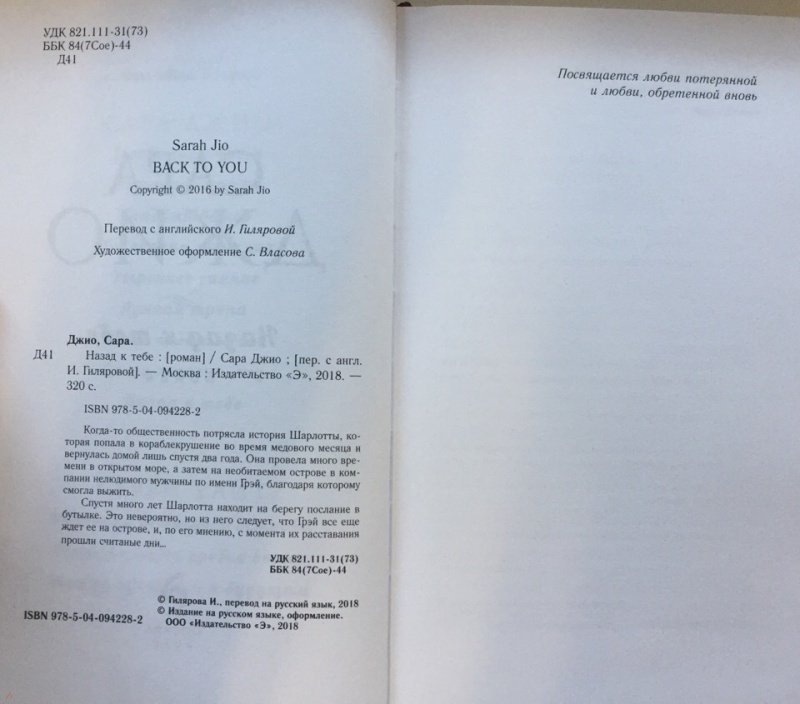 УДК 821.111-31(73)
ББК 84(7Сое)-44
Д41
Sarah Jio
BACK TO YOU
Copyright © 2016 by Sarah Jio
Перевод с английского И. Гиляровой
Художественное оформление С. Власова
Джио, Сара.
Д41 Назад к тебе : [роман] / Сара Джио ; [пер. с англ.
И. Гиляровой]. — Москва : Издательство «Э», 2018. —
320 с.
ISBN 978-5-04-094228-2
Когда-то общественность потрясла история Шарлотты, ко-
торая попала в кораблекрушение во время медового месяца и
вернулась домой лишь спустя два года. Она провела много вре-
мени в открытом море, а затем на необитаемом острове в ком-
пании нелюдимого мужчины по имени Грэй, благодаря которому
смогла выжить.
Спустя много лет Шарлотта находит на берегу послание в
бутылке. Это невероятно, но из него следует, что Грэй все еще
ждет ее на острове, и, по его мнению, с момента их расставания
прошли считаные дни...
УДК 821.111-31(73)
ББК 84(7Сое)-44
© Гилярова И., перевод на русский язык, 2018
© Издание на русском языке, оформление.
ISBN 978-5-04-094228-2 ООО «Издательство «Э», 2018
Посвящается любви потерянной
и любви, обретенной вновь